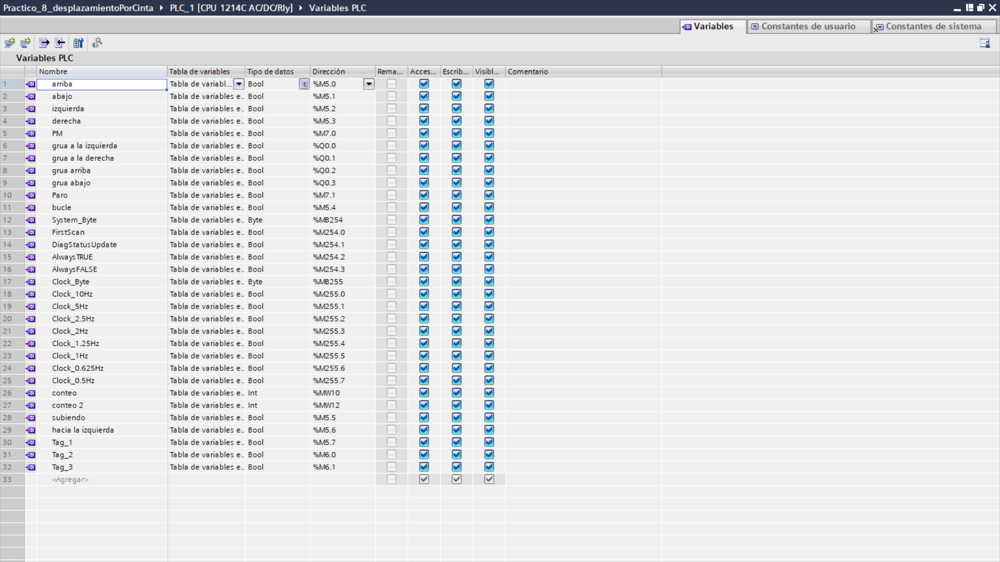 Practico_8_desplazamientoPorCinta ▸ PLC_1 [CPU 1214C AC/DC/Rly] ▸ Variables PLC
Variables Constantes de usuario Constantes de sistema
Variables PLC
Nombre Tabla de variables Tipo de datos Dirección Rema... Acces... Escrib... Visibl... Comentario
1 arriba Tabla de variabl... Bool %M5.0
2 abajo Tabla de variables e.. Bool %M5.1
3 izquierda Tabla de variables e.. Bool %M5.2
4 derecha Tabla de variables e.. Bool %M5.3
5 PM Tabla de variables e.. Bool %M7.0
6 grua a la izquierda Tabla de variables e.. Bool %Q0.0
7 grua a la derecha Tabla de variables e.. Bool %Q0.1
8 grua arriba Tabla de variables e.. Bool %Q0.2
9 grua abajo Tabla de variables e.. Bool %Q0.3
10 Paro Tabla de variables e.. Bool %M7.1
11 bucle Tabla de variables e.. Bool %M5.4
12 System_Byte Tabla de variables e.. Byte %MB254
13 FirstScan Tabla de variables e.. Bool %M254.0
14 DiagStatusUpdate Tabla de variables e.. Bool %M254.1
15 AlwaysTRUE Tabla de variables e.. Bool %M254.2
16 AlwaysFALSE Tabla de variables e.. Bool %M254.3
17 Clock_Byte Tabla de variables e.. Byte %MB255
18 Clock_10Hz Tabla de variables e.. Bool %M255.0
19 Clock_5Hz Tabla de variables e.. Bool %M255.1
20 Clock_2.5Hz Tabla de variables e.. Bool %M255.2
21 Clock_2Hz Tabla de variables e.. Bool %M255.3
22 Clock_1.25Hz Tabla de variables e.. Bool %M255.4
23 Clock_1Hz Tabla de variables e.. Bool %M255.5
24 Clock_0.625Hz Tabla de variables e.. Bool %M255.6
25 Clock_0.5Hz Tabla de variables e.. Bool %M255.7
26 conteo Tabla de variables e.. Int %MW10
27 conteo 2 Tabla de variables e.. Int %MW12
28 subiendo Tabla de variables e.. Bool %M5.5
29 hacia la izquierda Tabla de variables e.. Bool %M5.6
30 Tag_1 Tabla de variables e.. Bool %M5.7
31 Tag_2 Tabla de variables e.. Bool %M6.0
32 Tag_3 Tabla de variables e.. Bool %M6.1
33 <Agregar>